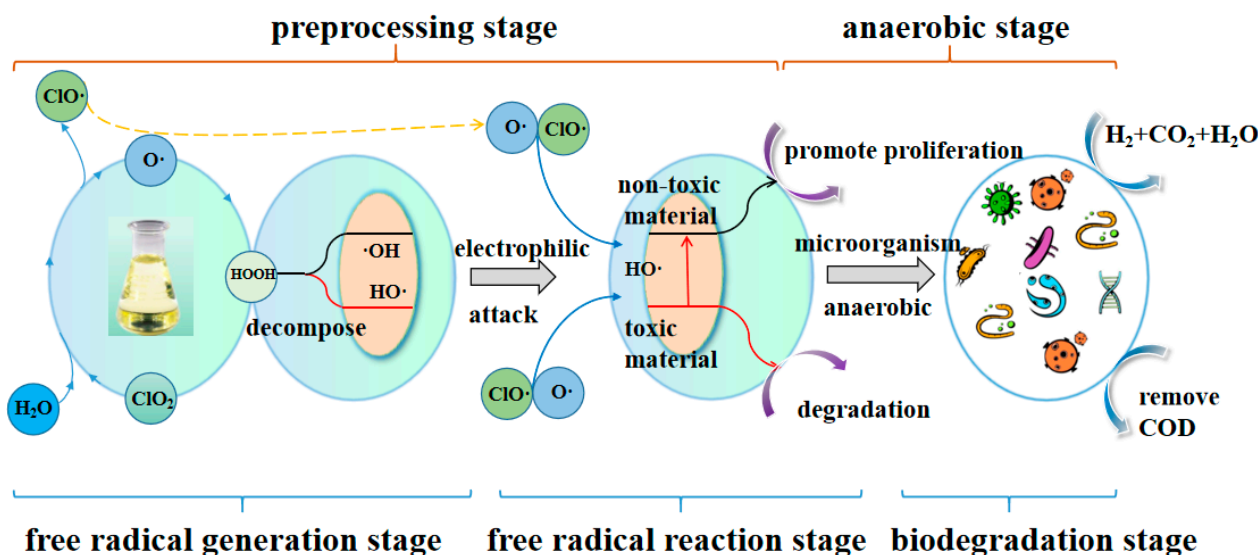 preprocessing stage
anaerobic stage
ClO·
O·
O·
ClO·
H₂+CO₂+H₂O
promote proliferation
non-toxic
material
·OH
electrophilic
microorganism
HOOH
HO·
HO·
decompose
attack
anaerobic
toxic
material
H₂O
ClO₂
ClO·
O·
degradation
remove
COD
free radical generation stage
free radical reaction stage
biodegradation stage